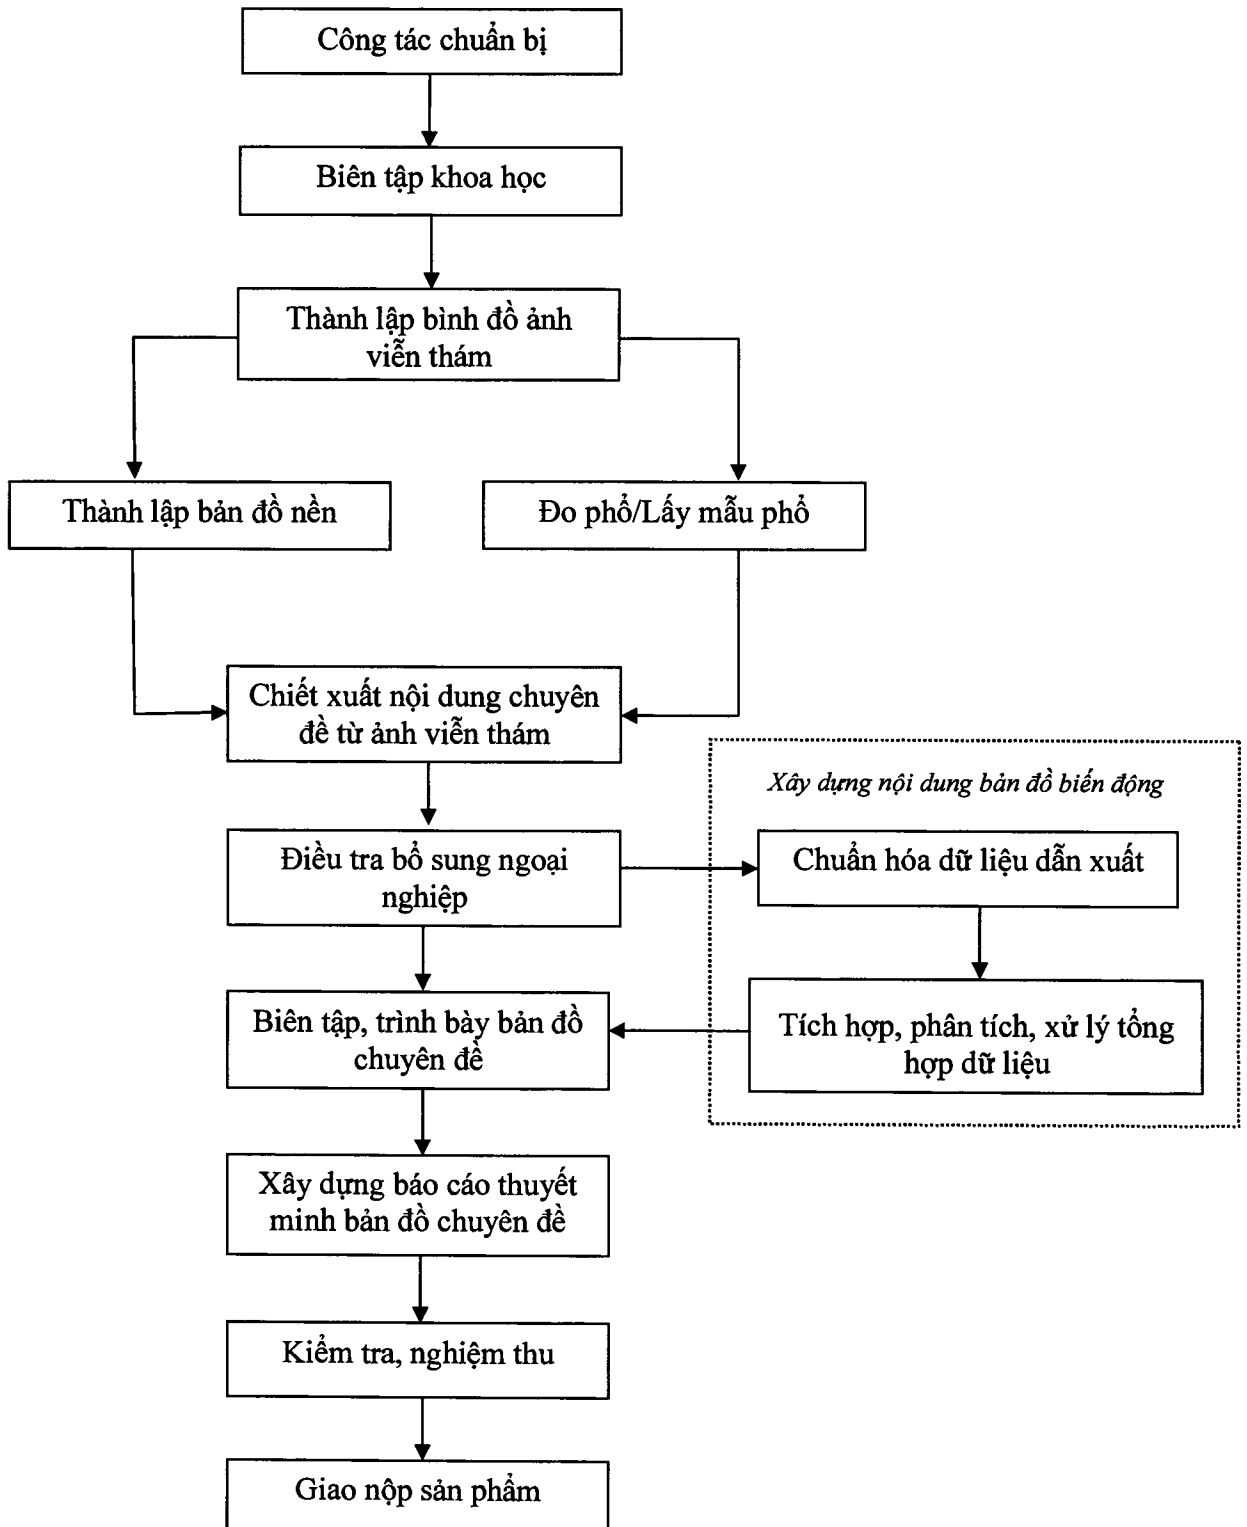 Công tác chuẩn bị
Biên tập khoa học
Thành lập bình đồ ảnh
viễn thám
Thành lập bản đồ nền
Đo phổ/Lấy mẫu phổ
Chiết xuất nội dung chuyên
đề từ ảnh viễn thám
Xây dựng nội dung bản đồ biến động
Điều tra bổ sung ngoại
nghiệp
Chuẩn hóa dữ liệu dẫn xuất
Biên tập, trình bày bản đồ
chuyên đề
Tích hợp, phân tích, xử lý tổng
hợp dữ liệu
Xây dựng báo cáo thuyết
minh bản đồ chuyên đề
Kiểm tra, nghiệm thu
Giao nộp sản phẩm